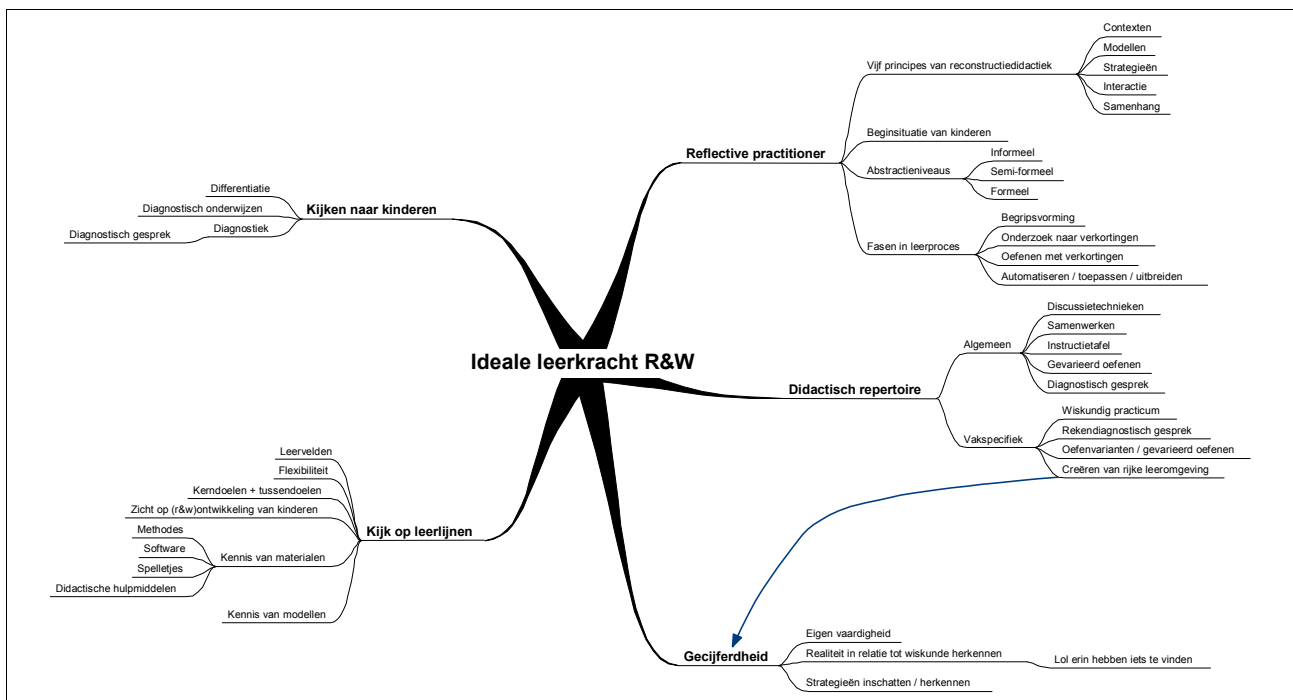 Ideale leerkracht R&W
Reflective practitioner
Vijf principes van reconstructiedidactiek
Contexten
Modellen
Strategieën
Interactie
Samenhang
Beginsituatie van kinderen
Abstractieniveaus
Informeel
Semi-formeel
Formeel
Fasen in leerproces
Begripsvorming
Onderzoek naar verkortingen
Oefenen met verkortingen
Automatiseren / toepassen / uitbreiden
Didactisch repertoire
Algemeen
Discussietechnieken
Samenwerken
Instructietafel
Gevarieerd oefenen
Diagnostisch gesprek
Vakspecifiek
Wiskundig practicum
Rekendiagnostisch gesprek
Oefenvarianten / gevarieerd oefenen
Creëren van rijke leeromgeving
Gecijferdheid
Eigen vaardigheid
Realiteit in relatie tot wiskunde herkennen
Lol erin hebben iets te vinden
Strategieën inschatten / herkennen
Kijken naar kinderen
Differentiatie
Diagnostisch onderwijzen
Diagnostiek
Diagnostisch gesprek
Kijk op leerlijnen
Leervelden
Flexibiliteit
Kerndoelen + tussendoelen
Zicht op (r&w)ontwikkeling van kinderen
Kennis van materialen
Methodes
Software
Spelletjes
Didactische hulpmiddelen
Kennis van modellen